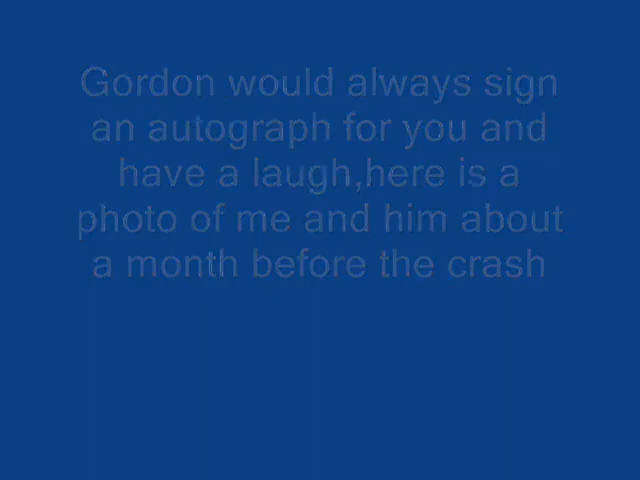 Gordon would always sign
an autograph for you and
have a laugh,here is a
photo of me and him about
a month before the crash